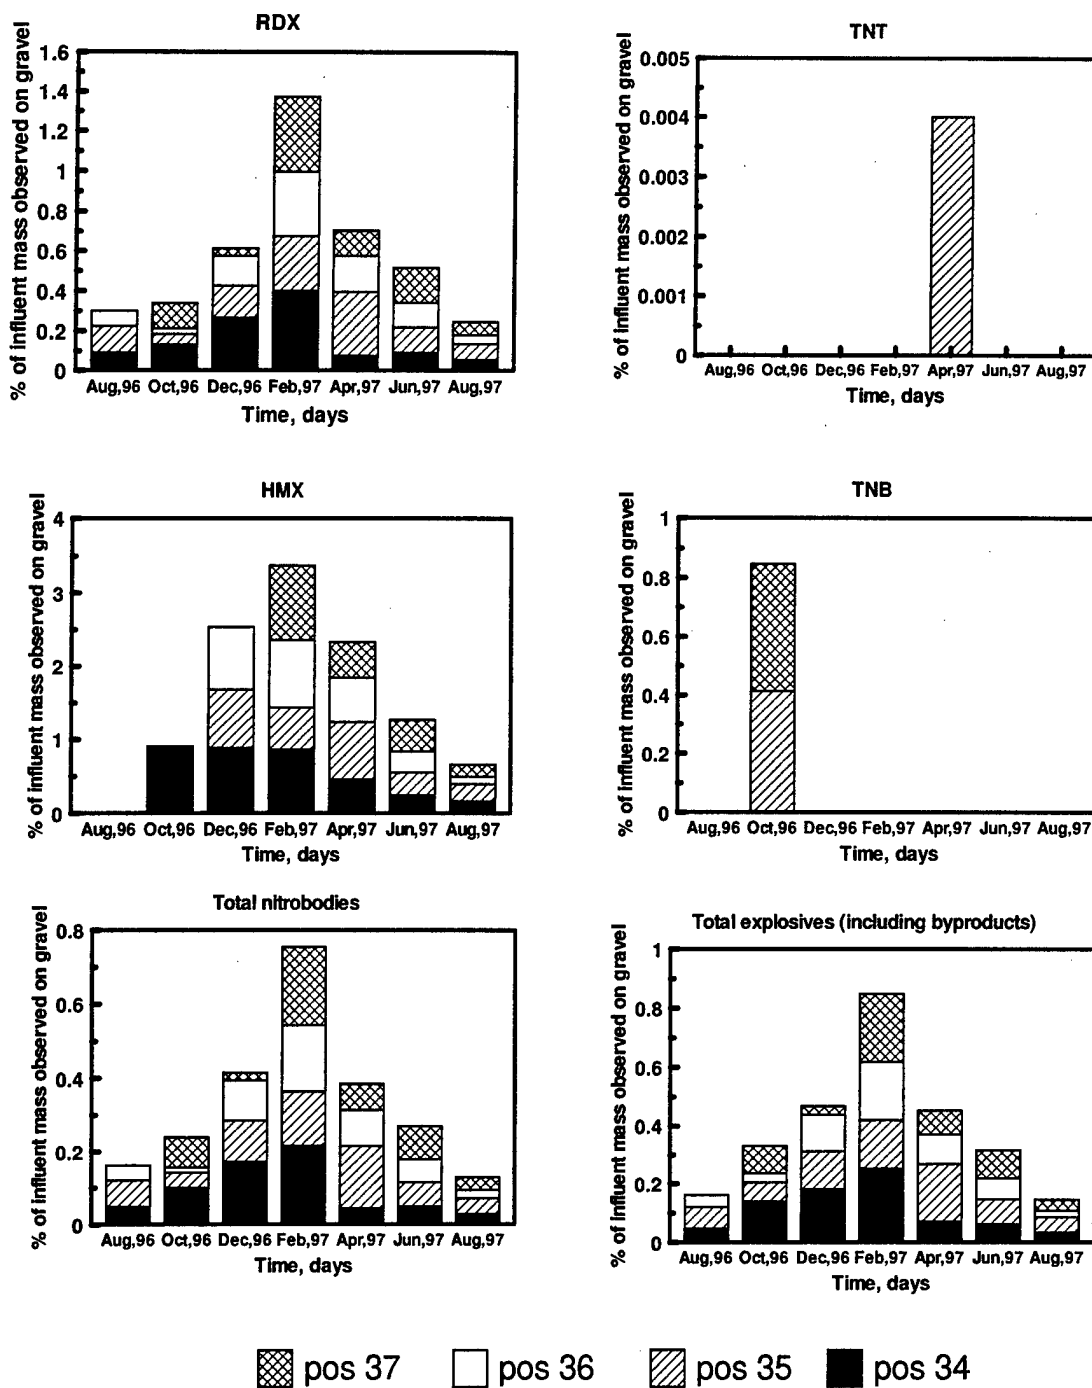 RDX
% of influent mass observed on gravel
1.6
1.4
1.2
1
0.8
0.6
0.4
0.2
0
Aug,96 Oct,96 Dec,96 Feb,97 Apr,97 Jun,97 Aug,97
Time, days
TNT
% of influent mass observed on gravel
0.005
0.004
0.003
0.002
0.001
0
Aug,96 Oct,96 Dec,96 Feb,97 Apr,97 Jun,97 Aug,97
Time, days
HMX
% of influent mass observed on gravel
4
3
2
1
0
Aug,96 Oct,96 Dec,96 Feb,97 Apr,97 Jun,97 Aug,97
Time, days
TNB
% of influent mass observed on gravel
1
0.8
0.6
0.4
0.2
0
Aug,96 Oct,96 Dec,96 Feb,97 Apr,97 Jun,97 Aug,97
Time, days
Total nitrobodies
% of influent mass observed on gravel
0.8
0.6
0.4
0.2
0
Aug,96 Oct,96 Dec,96 Feb,97 Apr,97 Jun,97 Aug,97
Time, days
Total explosives (including byproducts)
% of influent mass observed on gravel
1
0.8
0.6
0.4
0.2
0
Aug,96 Oct,96 Dec,96 Feb,97 Apr,97 Jun,97 Aug,97
Time, days
pos 37 pos 36 pos 35 pos 34